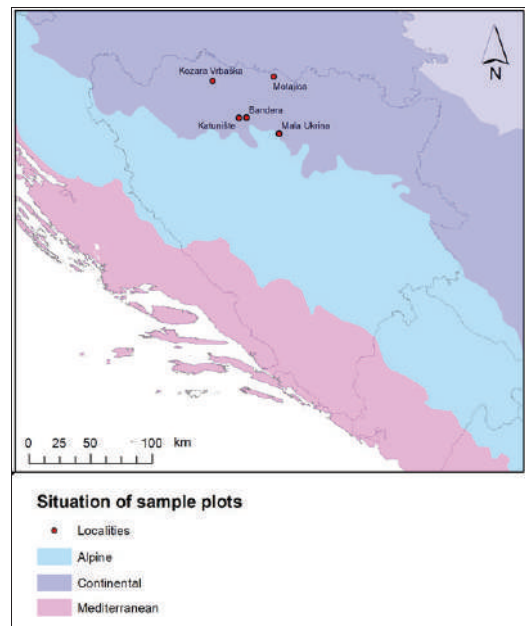 N
Kozara Vrbaška
Motajica
Bandera
Katunište
Mala Ukrina
0 25 50 100 km
Situation of sample plots
Localities
Alpine
Continental
Mediterranean